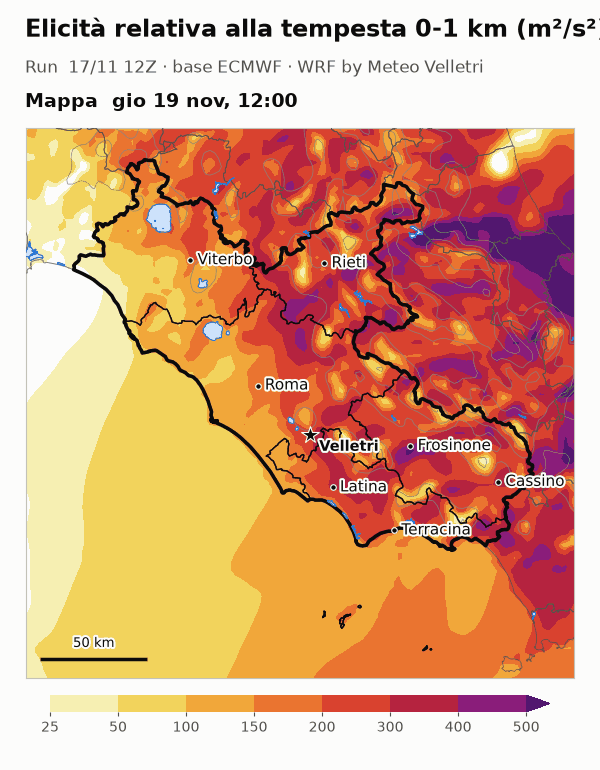 Elicità relativa alla tempesta 0-1 km (m²/s²)
Run 17/11 12Z · base ECMWF · WRF by Meteo Velletri
Mappa gio 19 nov, 12:00
Viterbo
Rieti
Roma
Velletri
Frosinone
Cassino
Latina
Terracina
50 km
25 50 100 150 200 300 400 500